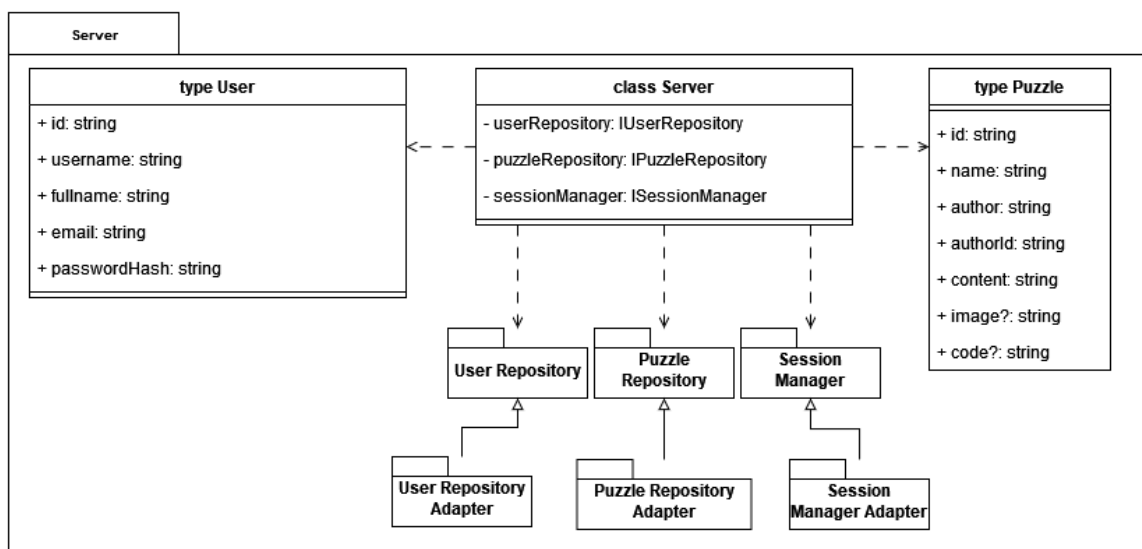 Server
type User
+ id: string
+ username: string
+ fullname: string
+ email: string
+ passwordHash: string
class Server
- userRepository: IUserRepository
- puzzleRepository: IPuzzleRepository
- sessionManager: ISessionManager
type Puzzle
+ id: string
+ name: string
+ author: string
+ authorId: string
+ content: string
+ image?: string
+ code?: string
User Repository
Puzzle
Repository
Session
Manager
User Repository
Adapter
Puzzle Repository
Adapter
Session
Manager Adapter